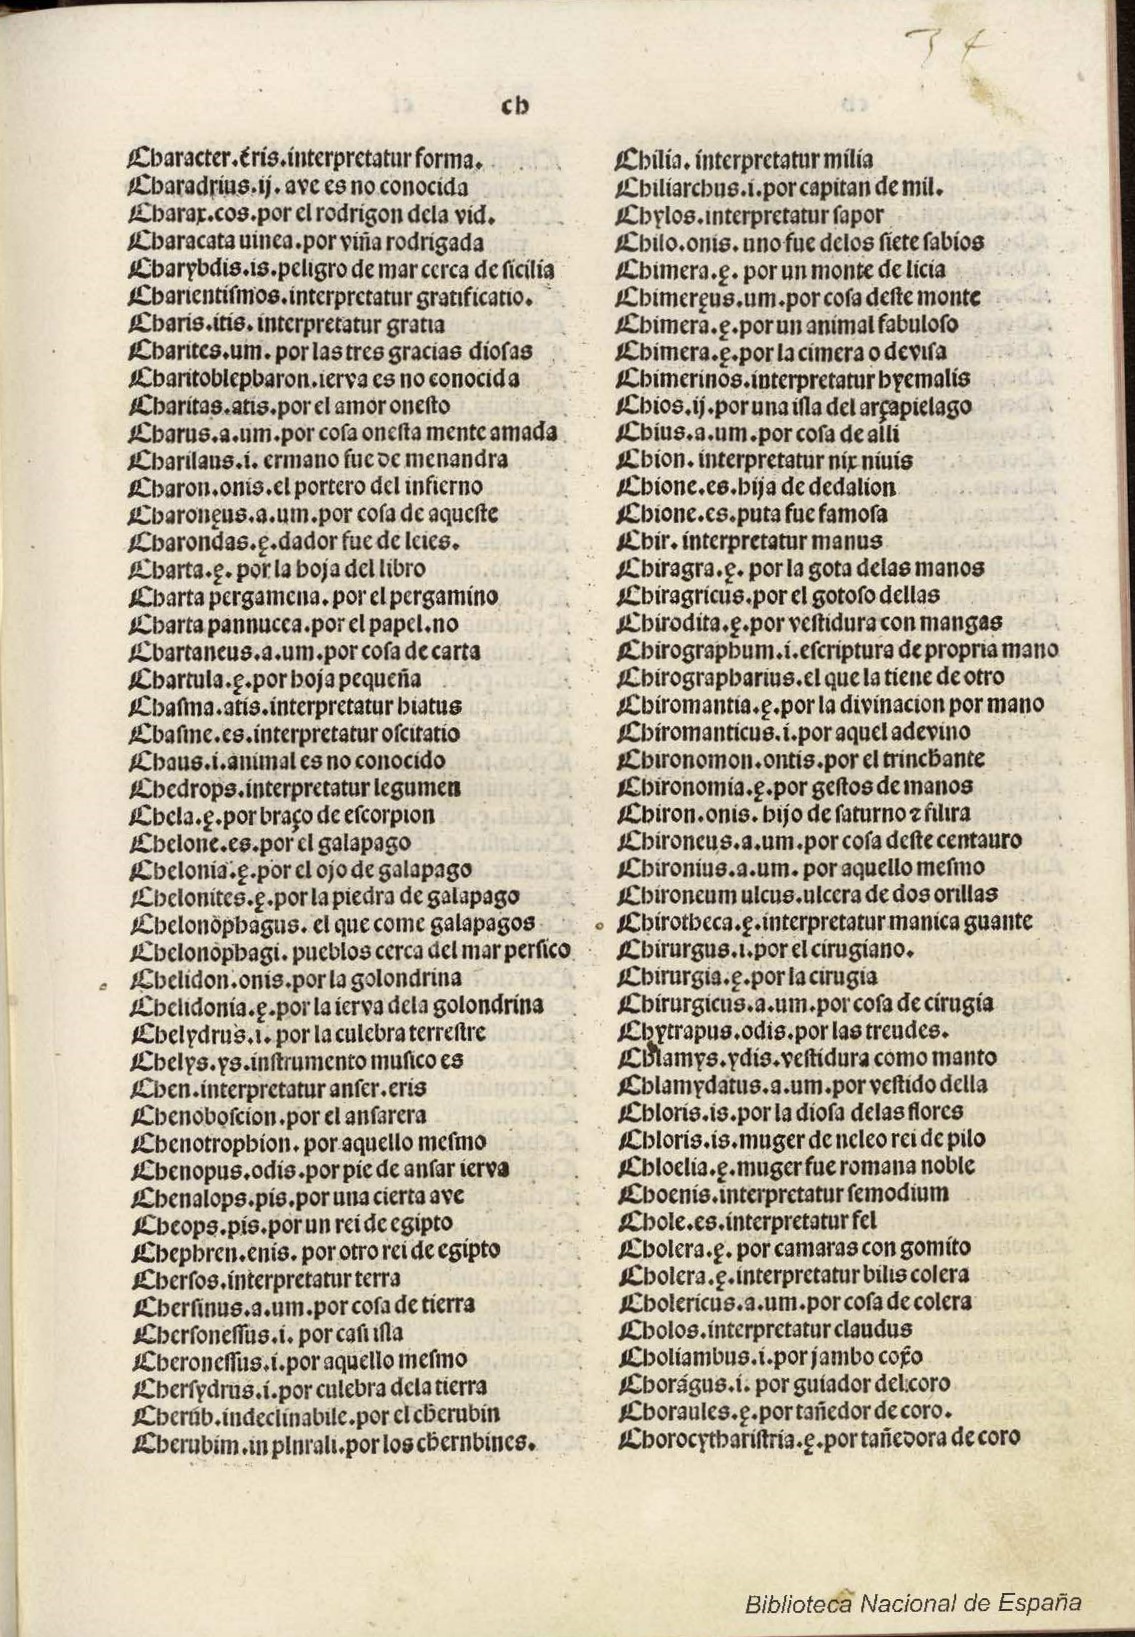 34
ch
Character.e͂ris.interpretatur forma.
Charadrius.ij. ave es no conocida
Charax.cos.por el rodrigon dela vid.
Characata uinea.por viña rodrigada
Charybdis.is.peligro de mar cerca de sicilia
Charientismos.interpretatur gratificatio.
Charis.itis. interpretatur gratia
Charites.um. por las tres gracias diosas
Charitoblepharon.ierva es no conocida
Charitas.atis.por el amor onesto
Charus.a.um.por cosa onesta mente amada
Charilaus.i. ermano fue de menandra
Charon.onis.el portero del infierno
Charonęus.a.um.por cosa de aqueste
Charondas.ę.dador fue de leies.
Charta.ę. por la hoja del libro
Charta pergamena. por el pergamino
Charta pannucea.por el papel.no
Chartaneus.a.um.por cosa de carta
Chartula.ę.por hoja pequeña
Chasma.atis.interpretatur hiatus
Chasme.es.interpretatur oscitatio
Chaus.i.animal es no conocido
Chedrops.interpretatur legumen
Chela.ę.por braço de escorpion
Chelone.es.por el galapago
Chelonia.ę.por el ojo de galapago
Chelonites.ę.por la piedra de galapago
Chelonõphagus. el que come galapagos
Chelonõphagi. pueblos cerca del mar persico
Chelidon.onis.por la golondrina
Chelidonia.ę.por la ierva dela golondrina
Chelydrus.i. por la culebra terrestre
Chelys.ys.instrumento musico es
Chen.interpretatur anser.eris
Chenoboscion.por el ansarera
Chenotrophion. por aquello mesmo
Chenopus.odis.por pie de ansar ierva
Chenalops.pis.por una cierta ave
Cheops.pis.por un rei de egipto
Chephren.enis. por otro rei de egipto
Chersos.interpretatur terra
Chersinus.a.um.por cosa de tierra
Chersonessus.i. por casi isla
Cheronessus.i.por aquello mesmo
Chersydrus.i.por culebra dela tierra
Cherũb.indeclinabile.por el cherubin
Cherubim.in plnrali.por los chernbines.
Chilia. interpretatur milia
Chiliarchus.i.por capitan de mil.
Chylos.interpretatur sapor
Chilo.onis. uno fue delos siete sabios
Chimera.ę. por un monte de licia
Chimeręus.um.por cosa deste monte
Chimera.ę.por un animal fabuloso
Chimera.ę.por la cimera o devisa
Chimerinos.interpretatur hyemalis
Chios.ij.por una isla del arçapielago
Chius.a.um.por cosa de alli
Chion. interpretatur nix nivis
Chione.es.hija de dedalion
Chione.es.puta fue famosa
Chir. interpretatur manus
Chiragra.ę. por la gota delas manos
Chiragricus.por el gotoso dellas
Chirodita.ę.por vestidura con mangas
Chirographum.i.escriptura de propria mano
Chirographarius.el que la tiene de otro
Chiromantia.ę.por la divinacion por mano
Chiromanticus.i.por aquel adevino
Chironomon.ontis.por el trinchante
Chironomia.ę.por gestos de manos
Chiron.onis. hijo de saturno ⁊ filira
Chironeus.a.um.por cosa deste centauro
Chironius.a.um. por aquello mesmo
Chironeum ulcus.ulcera de dos orillas
Chirotheca.ę.interpretatur manica guante
Chirurgus.i.por el cirugiano.
Chirurgia.ę.por la cirugia
Chirurgicus.a.um.por cosa de cirugia
Chytrapus.odis.por las treudes.
Chlamys.ydis.vestidura como manto
Chlamydatus.a.um.por vestido della
Chloris.is.por la diosa delas flores
Chloris.is.muger de neleo rei de pilo
Chloelia.ę.muger fue romana noble
Choenis.interpretatur semodium
Chole.es.interpretatur fel
Cholera.ę. por camaras con gomito
Cholera.ę.interpretatur bilis colera
Cholericus.a.um.por cosa de colera
Cholos.interpretatur claudus
Choliambus.i.por jambo coxo
Chorágus.i. por guiador del coro
Choraules.ę.por tañedor de coro.
Chorocytharistria.ę.por tañedora de coro
Biblioteca Nacional de España